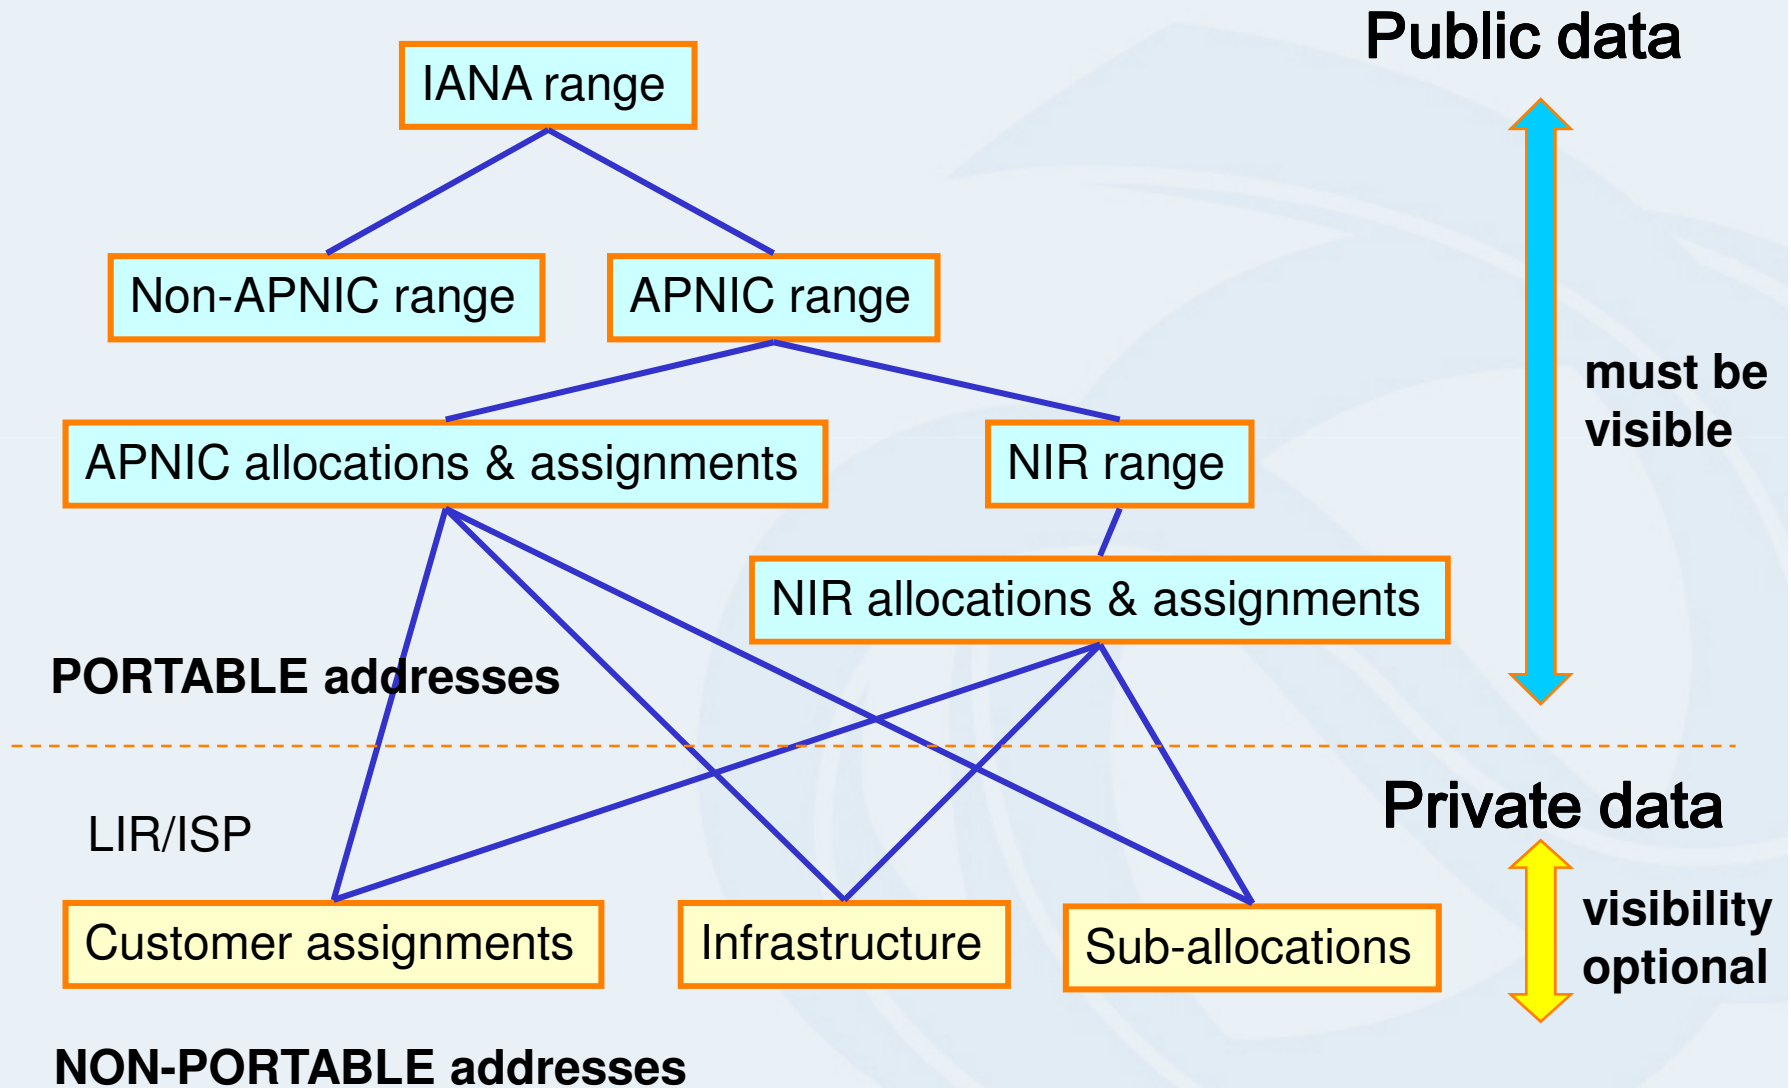 Public data
IANA range
Non-APNIC range
APNIC range
must be
visible
APNIC allocations & assignments
NIR range
NIR allocations & assignments
PORTABLE addresses
Private data
LIR/ISP
Customer assignments
Infrastructure
Sub-allocations
visibility
optional
NON-PORTABLE addresses